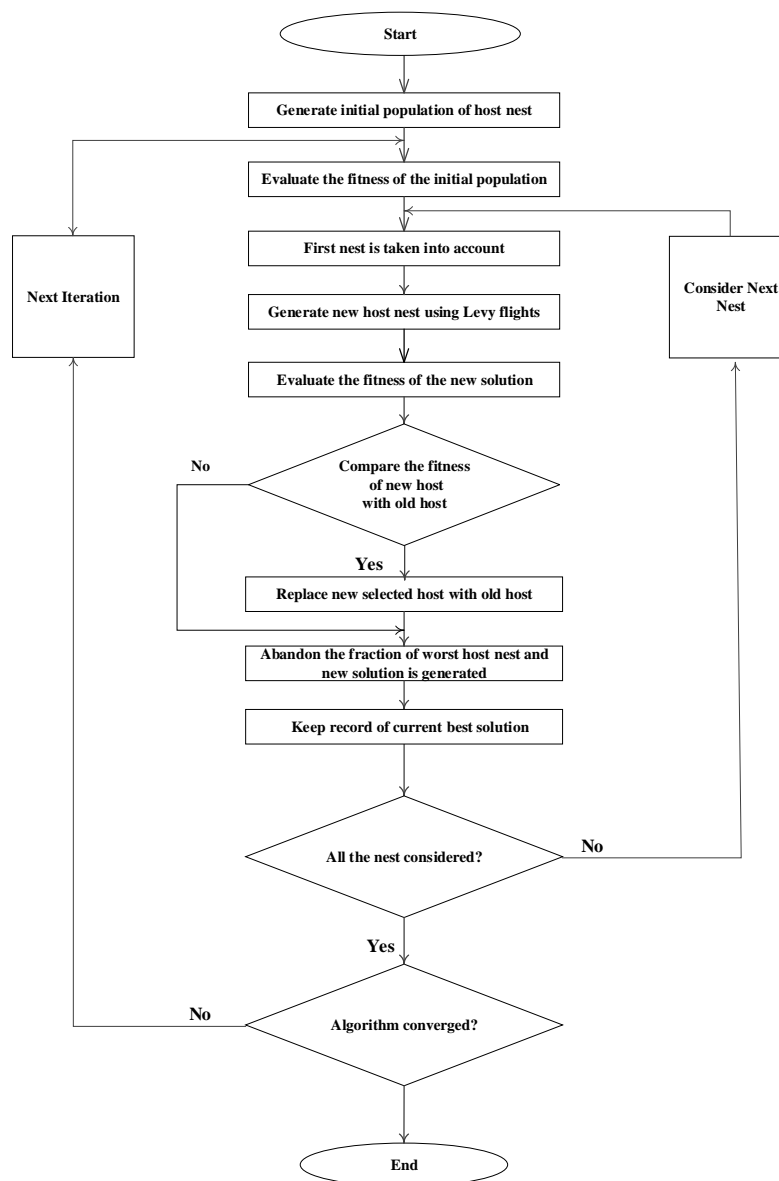 Start
Generate initial population of host nest
Evaluate the fitness of the initial population
First nest is taken into account
Next Iteration
Consider Next
Nest
Generate new host nest using Levy flights
Evaluate the fitness of the new solution
No
Compare the fitness
of new host
with old host
Yes
Replace new selected host with old host
Abandon the fraction of worst host nest and
new solution is generated
Keep record of current best solution
All the nest considered?
No
Yes
No
Algorithm converged?
End